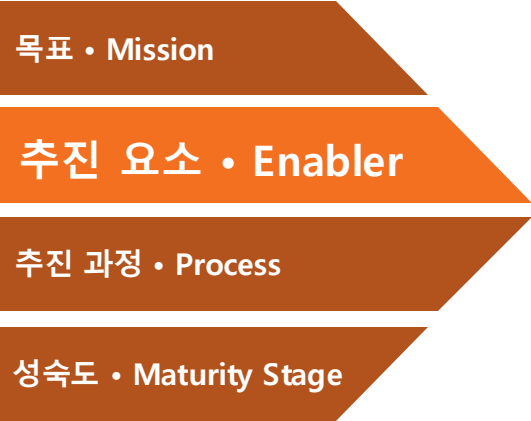 목표 • Mission
추진 요소 • Enabler
추진 과정 • Process
성숙도 • Maturity Stage